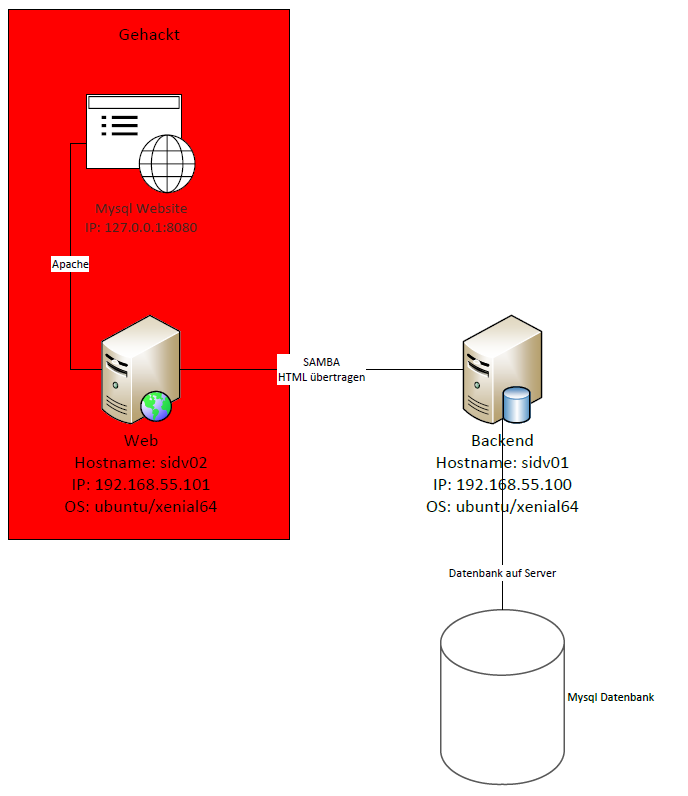 Gehackt
Mysql Website
IP: 127.0.0.1:8080
Apache
SAMBA
HTML übertragen
Web
Hostname: sidv02
IP: 192.168.55.101
OS: ubuntu/xenial64
Backend
Hostname: sidv01
IP: 192.168.55.100
OS: ubuntu/xenial64
Datenbank auf Server
Mysql Datenbank